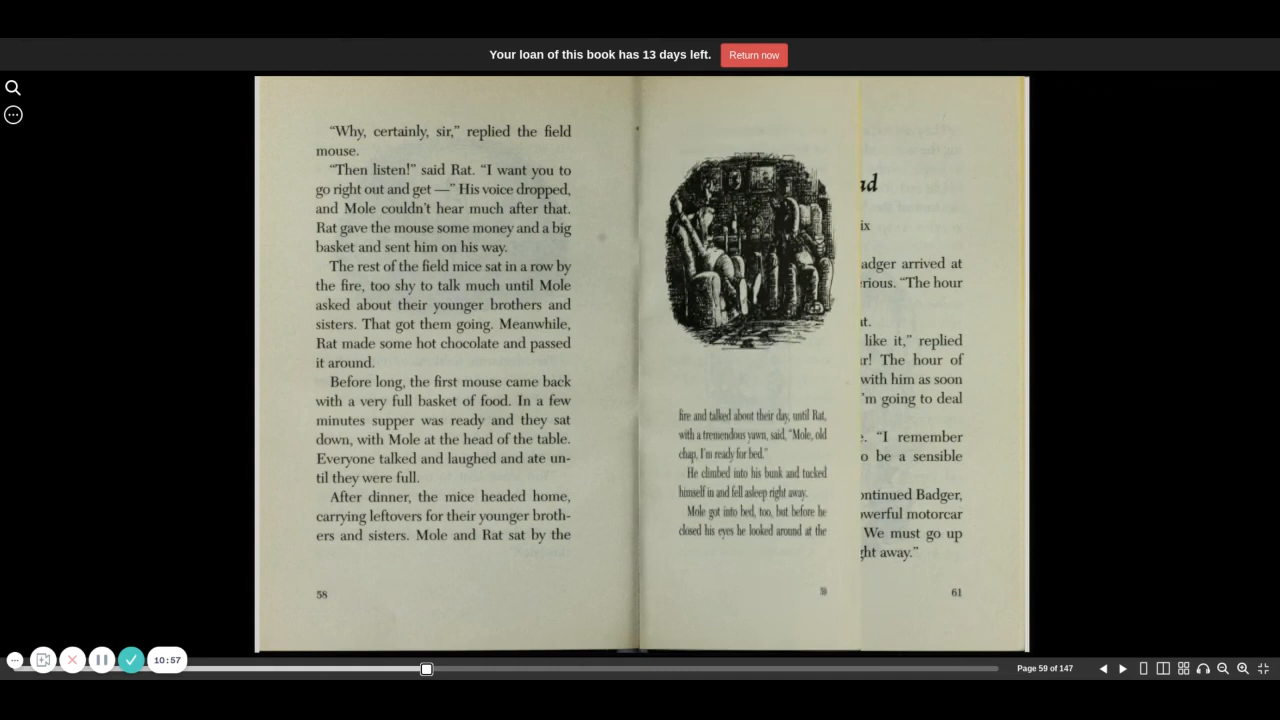 Your loan of this book has 13 days left.
Return now
“Why, certainly, sir,” replied the field
mouse.
“Then listen!” said Rat. “I want you to
go right out and get —” His voice dropped,
and Mole couldn’t hear much after that.
Rat gave the mouse some money and a big
basket and sent him on his way.
The rest of the field mice sat in a row by
the fire, too shy to talk much until Mole
asked about their younger brothers and
sisters. That got them going. Meanwhile,
Rat made some hot chocolate and passed
it around.
Before long, the first mouse came back
with a very full basket of food. In a few
minutes supper was ready and they sat
down, with Mole at the head of the table.
Everyone talked and laughed and ate un-
til they were full.
After dinner, the mice headed home,
carrying leftovers for their younger broth-
ers and sisters. Mole and Rat sat by the
58
fire and talked about their day, until Rat,
with a tremendous yawn, said, “Mole, old
chap, I’m ready for bed.”
He climbed into his bunk and tucked
himself in and fell asleep right away.
Mole got into bed, too, but before he
closed his eyes he looked around at the
59
ad
ix
adger arrived at
erious. “The hour
at.
like it,” replied
ur! The hour of
with him as soon
I’m going to deal
e. “I remember
o be a sensible
ontinued Badger,
owerful motorcar
We must go up
ght away.”
61
10:57
Page 59 of 147